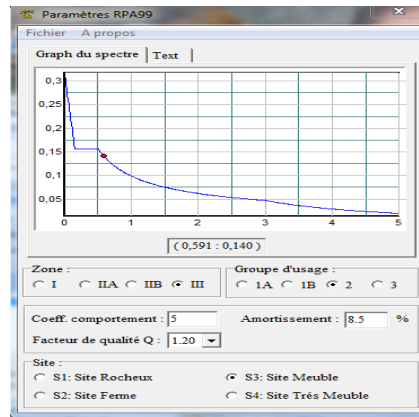 Paramètres RPA99
Fichier A propos
Graph du spectre Text
0,3
0,25
0,2
0,15
0,1
0,05
0 1 2 3 4 5
( 0,591 : 0,140 )
Zone :
I IIA IIB III
Groupe d'usage :
1A 1B 2 3
Coeff. comportement : 5 Amortissement : 8.5 %
Facteur de qualité Q : 1.20
Site :
S1: Site Rocheux S3: Site Meuble
S2: Site Ferme S4: Site Trés Meuble